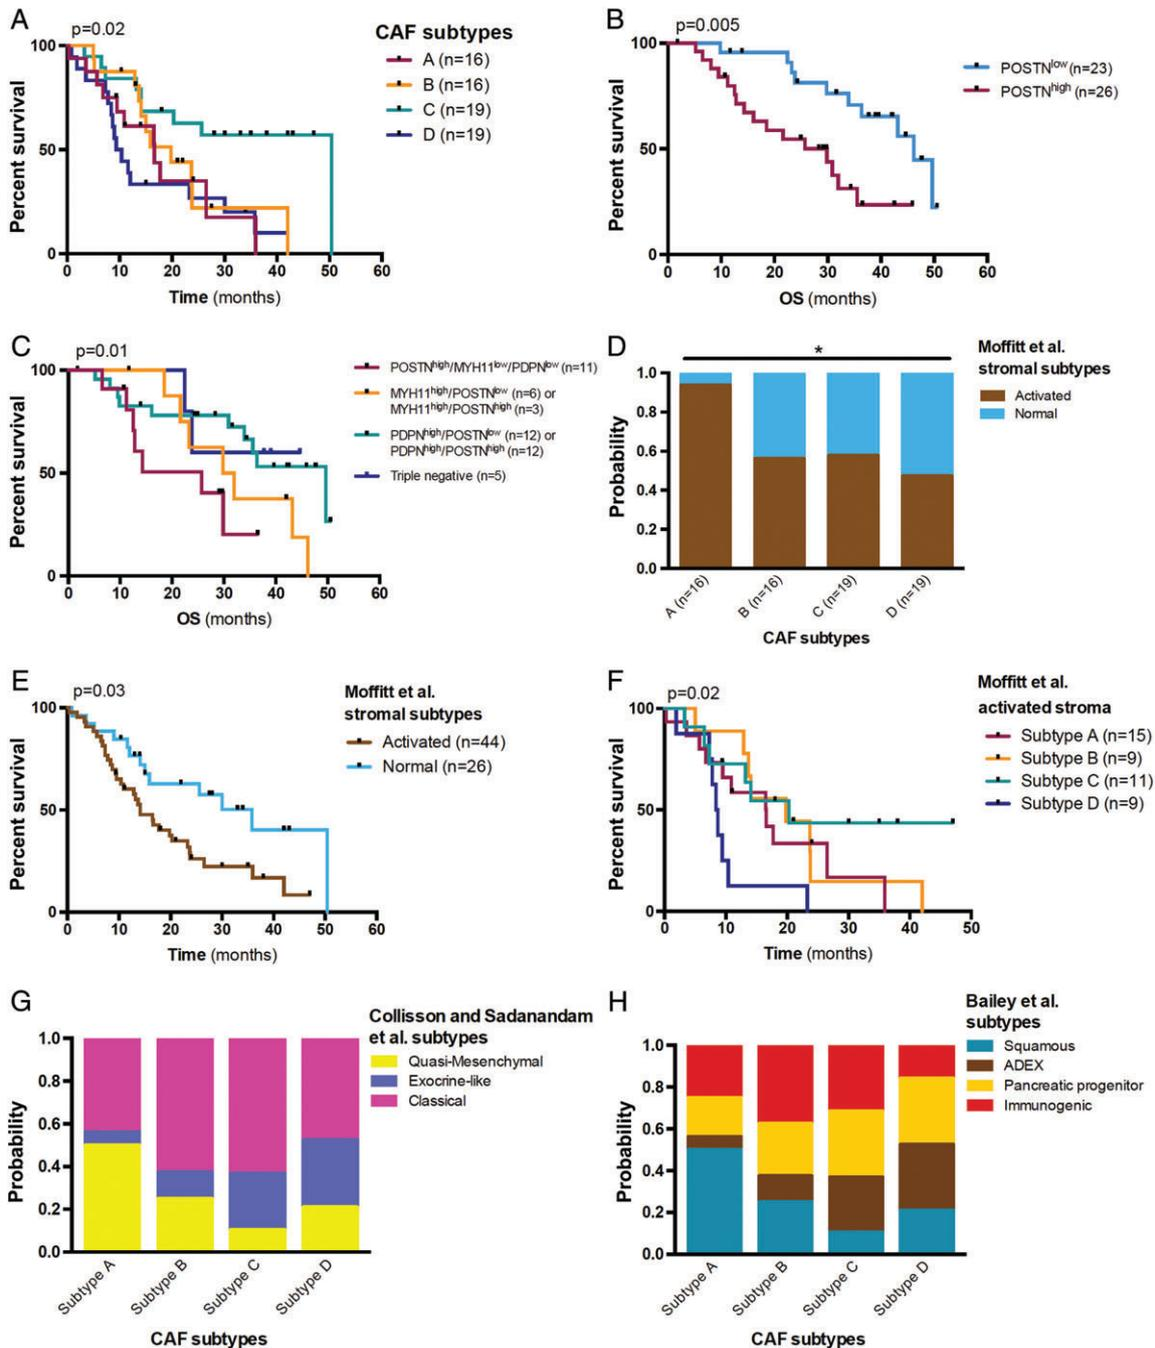 A
p=0.02
CAF subtypes
A (n=16)
B (n=16)
C (n=19)
D (n=19)
Percent survival
100
50
0
0 10 20 30 40 50 60
Time (months)
B
p=0.005
POSTNlow (n=23)
POSTNhigh (n=26)
Percent survival
100
50
0
0 10 20 30 40 50 60
OS (months)
C
p=0.01
POSTNhigh/MYH11low/PDPNlow (n=11)
MYH11high/POSTNlow (n=6) or
MYH11high/POSTNhigh (n=3)
PDPNhigh/POSTNlow (n=12) or
PDPNhigh/POSTNhigh (n=12)
Triple negative (n=5)
Percent survival
100
50
0
0 10 20 30 40 50 60
OS (months)
D
*
Moffitt et al.
stromal subtypes
Activated
Normal
Probability
1.0
0.8
0.6
0.4
0.2
0.0
A (n=16)
B (n=16)
C (n=19)
D (n=19)
CAF subtypes
E
p=0.03
Moffitt et al.
stromal subtypes
Activated (n=44)
Normal (n=26)
Percent survival
100
50
0
0 10 20 30 40 50 60
Time (months)
F
p=0.02
Moffitt et al.
activated stroma
Subtype A (n=15)
Subtype B (n=9)
Subtype C (n=11)
Subtype D (n=9)
Percent survival
100
50
0
0 10 20 30 40 50
Time (months)
G
Collisson and Sadanandam
et al. subtypes
Quasi-Mesenchymal
Exocrine-like
Classical
Probability
1.0
0.8
0.6
0.4
0.2
0.0
Subtype A
Subtype B
Subtype C
Subtype D
CAF subtypes
H
Bailey et al.
subtypes
Squamous
ADEX
Pancreatic progenitor
Immunogenic
Probability
1.0
0.8
0.6
0.4
0.2
0.0
Subtype A
Subtype B
Subtype C
Subtype D
CAF subtypes